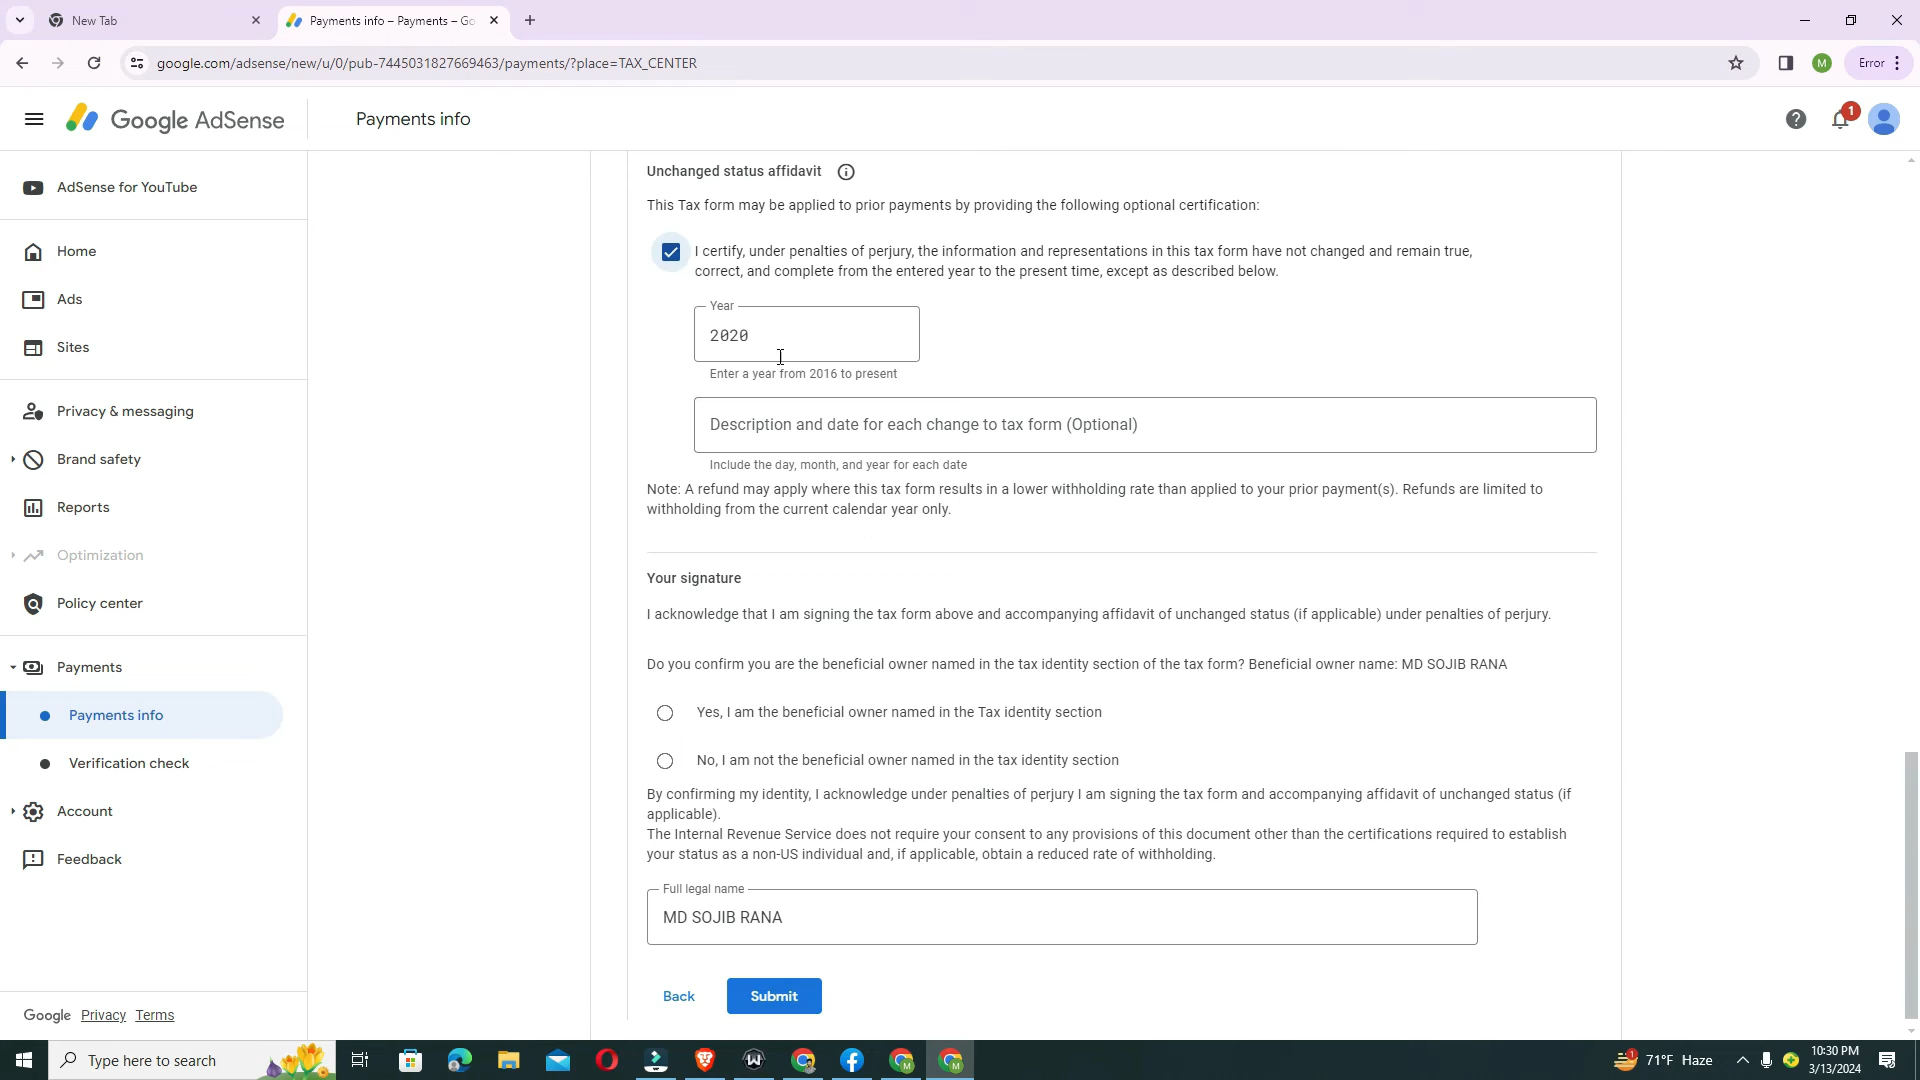 New Tab
Payments info – Payments – Go
google.com/adsense/new/u/0/pub-7445031827669463/payments/?place=TAX_CENTER
M
Error
Google AdSense
Payments info
1
AdSense for YouTube
Home
Ads
Sites
Privacy & messaging
Brand safety
Reports
Optimization
Policy center
Payments
Payments info
Verification check
Account
Feedback
Google Privacy Terms
Unchanged status affidavit
This Tax form may be applied to prior payments by providing the following optional certification:
I certify, under penalties of perjury, the information and representations in this tax form have not changed and remain true,
correct, and complete from the entered year to the present time, except as described below.
Year
2020
Enter a year from 2016 to present
Description and date for each change to tax form (Optional)
Include the day, month, and year for each date
Note: A refund may apply where this tax form results in a lower withholding rate than applied to your prior payment(s). Refunds are limited to
withholding from the current calendar year only.
Your signature
I acknowledge that I am signing the tax form above and accompanying affidavit of unchanged status (if applicable) under penalties of perjury.
Do you confirm you are the beneficial owner named in the tax identity section of the tax form? Beneficial owner name: MD SOJIB RANA
Yes, I am the beneficial owner named in the Tax identity section
No, I am not the beneficial owner named in the tax identity section
By confirming my identity, I acknowledge under penalties of perjury I am signing the tax form and accompanying affidavit of unchanged status (if
applicable).
The Internal Revenue Service does not require your consent to any provisions of this document other than the certifications required to establish
your status as a non-US individual and, if applicable, obtain a reduced rate of withholding.
Full legal name
MD SOJIB RANA
Back
Submit
Type here to search
1
71°F Haze
10:30 PM
3/13/2024